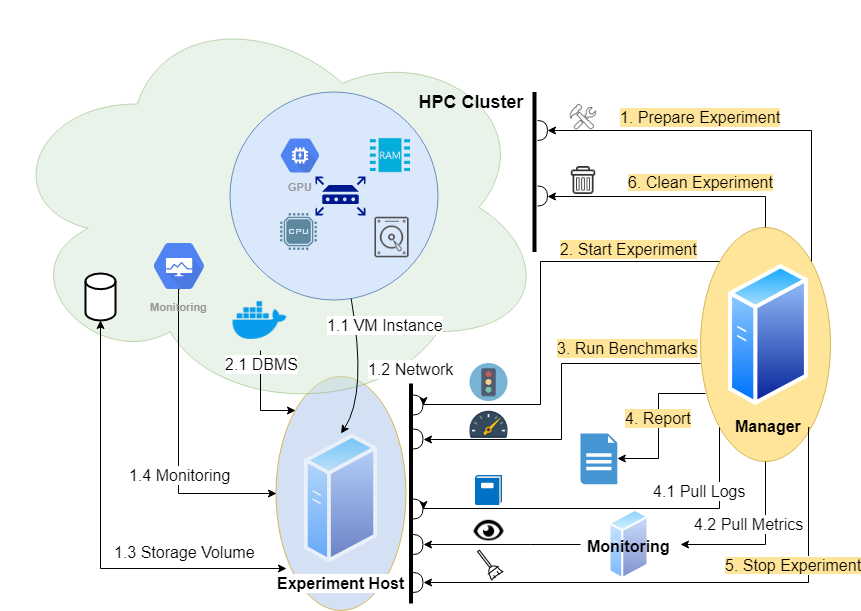 HPC Cluster
1. Prepare Experiment
GPU
RAM
6. Clean Experiment
CPU
2. Start Experiment
Monitoring
1.1 VM Instance
3. Run Benchmarks
2.1 DBMS
1.2 Network
4. Report
Manager
1.4 Monitoring
4.1 Pull Logs
4.2 Pull Metrics
Monitoring
1.3 Storage Volume
5. Stop Experiment
Experiment Host